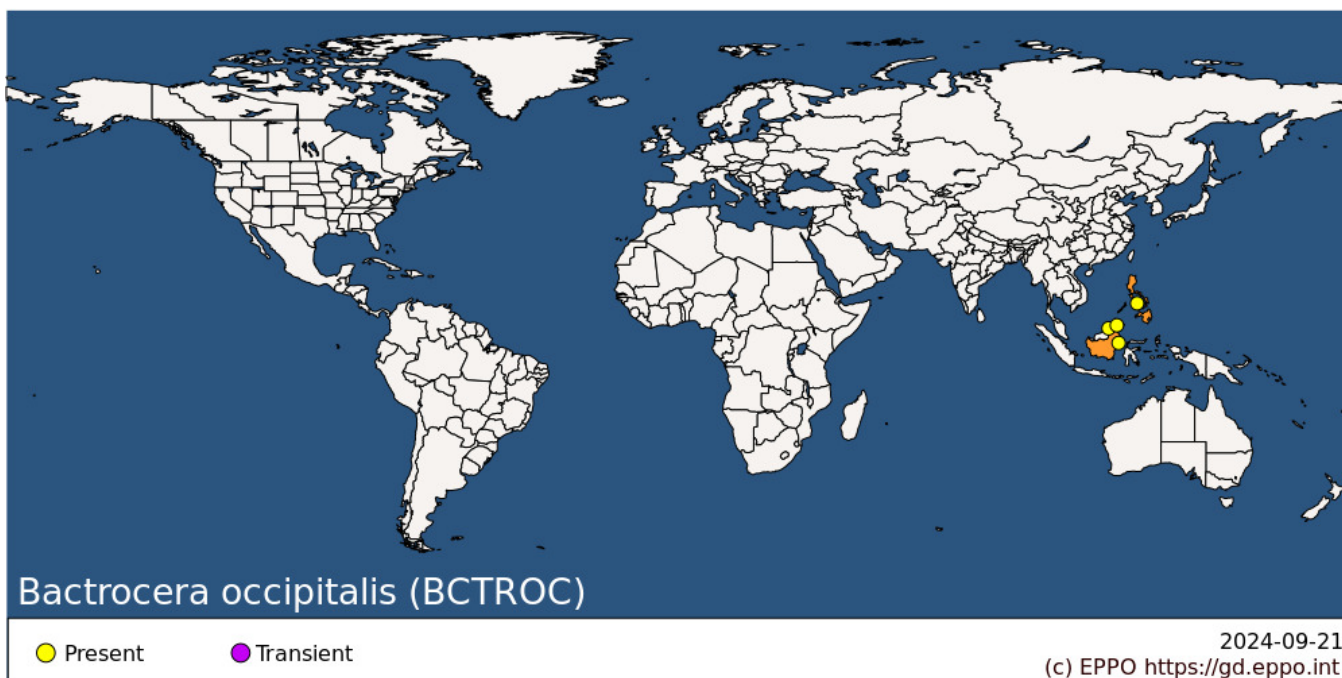 Bactrocera occipitalis (BCTROC)
Present
Transient
2024-09-21
(c) EPPO https://gd.eppo.int